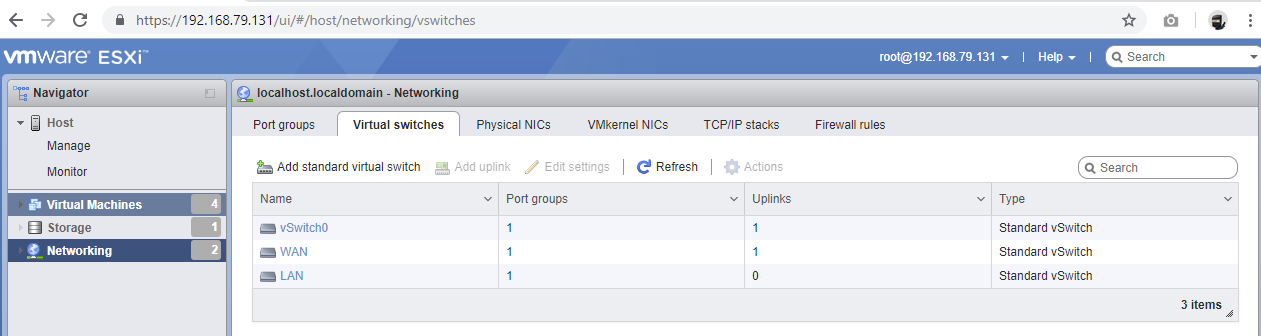 https://192.168.79.131/ui/#/host/networking/vswitches
vmware ESXi™ root@192.168.79.131 | Help | Search
Navigator
localhost.localdomain - Networking
Host
Manage
Monitor
Virtual Machines 4
Storage 1
Networking 2
Port groups Virtual switches Physical NICs VMkernel NICs TCP/IP stacks Firewall rules
Add standard virtual switch Add uplink Edit settings | Refresh | Actions Search
Name Port groups Uplinks Type
vSwitch0 1 1 Standard vSwitch
WAN 1 1 Standard vSwitch
LAN 1 0 Standard vSwitch
3 items